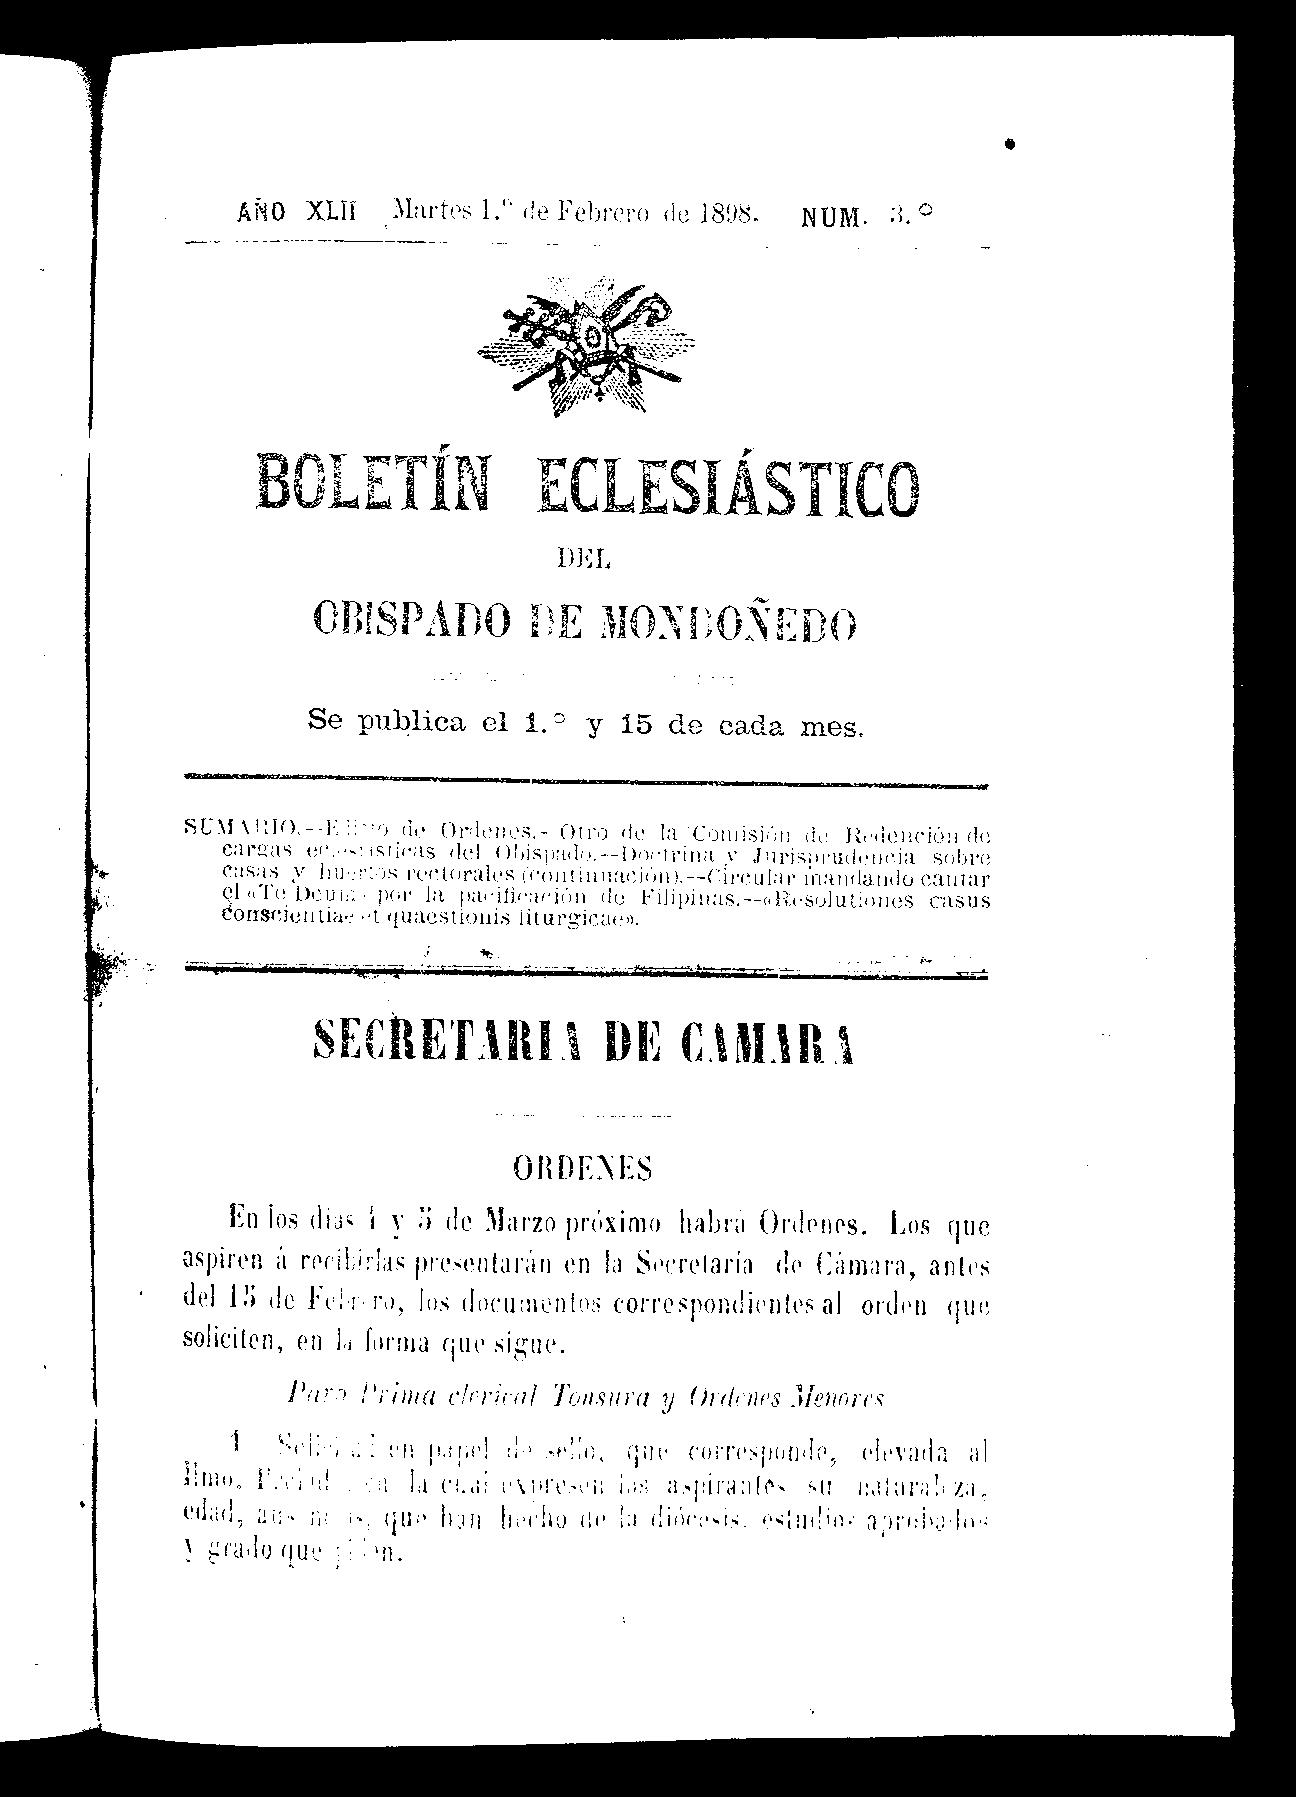 AÑO XLII Martes 1.º de Febrero de 1898. NUM. 3.º
BOLETÍN ECLESIÁSTICO
DEL
OBISPADO DE MONDOÑEDO
Se publica el 1.º y 15 de cada mes.
SUMARIO.--Edicto de Ordenes.- Otro de la Comisión de Redención de
cargas eclesiásticas del Obispado.--Doctrina y Jurisprudencia sobre
casas y huertos rectorales (continuación).--Circular mandando cantar
el «Te Deum» por la pacificación de Filipinas.--«Resolutiones casus
conscientiae et quaestionis liturgicae».
SECRETARIA DE CAMARA
ORDENES
En los dias 4 y 5 de Marzo próximo habrá Ordenes. Los que
aspiren á recibirlas presentarán en la Secretaría de Cámara, antes
del 15 de Febrero, los documentos correspondientes al orden que
soliciten, en la forma que sigue.
Para Prima clerical Tonsura y Ordenes Menores
1 Solicitud en papel de sello, que corresponde, elevada al
Ilmo. Prelado, en la cual expresen los aspirantes su naturaleza,
edad, ausencias, que han hecho de la diócesis, estudios aprobados
y grado que piden.